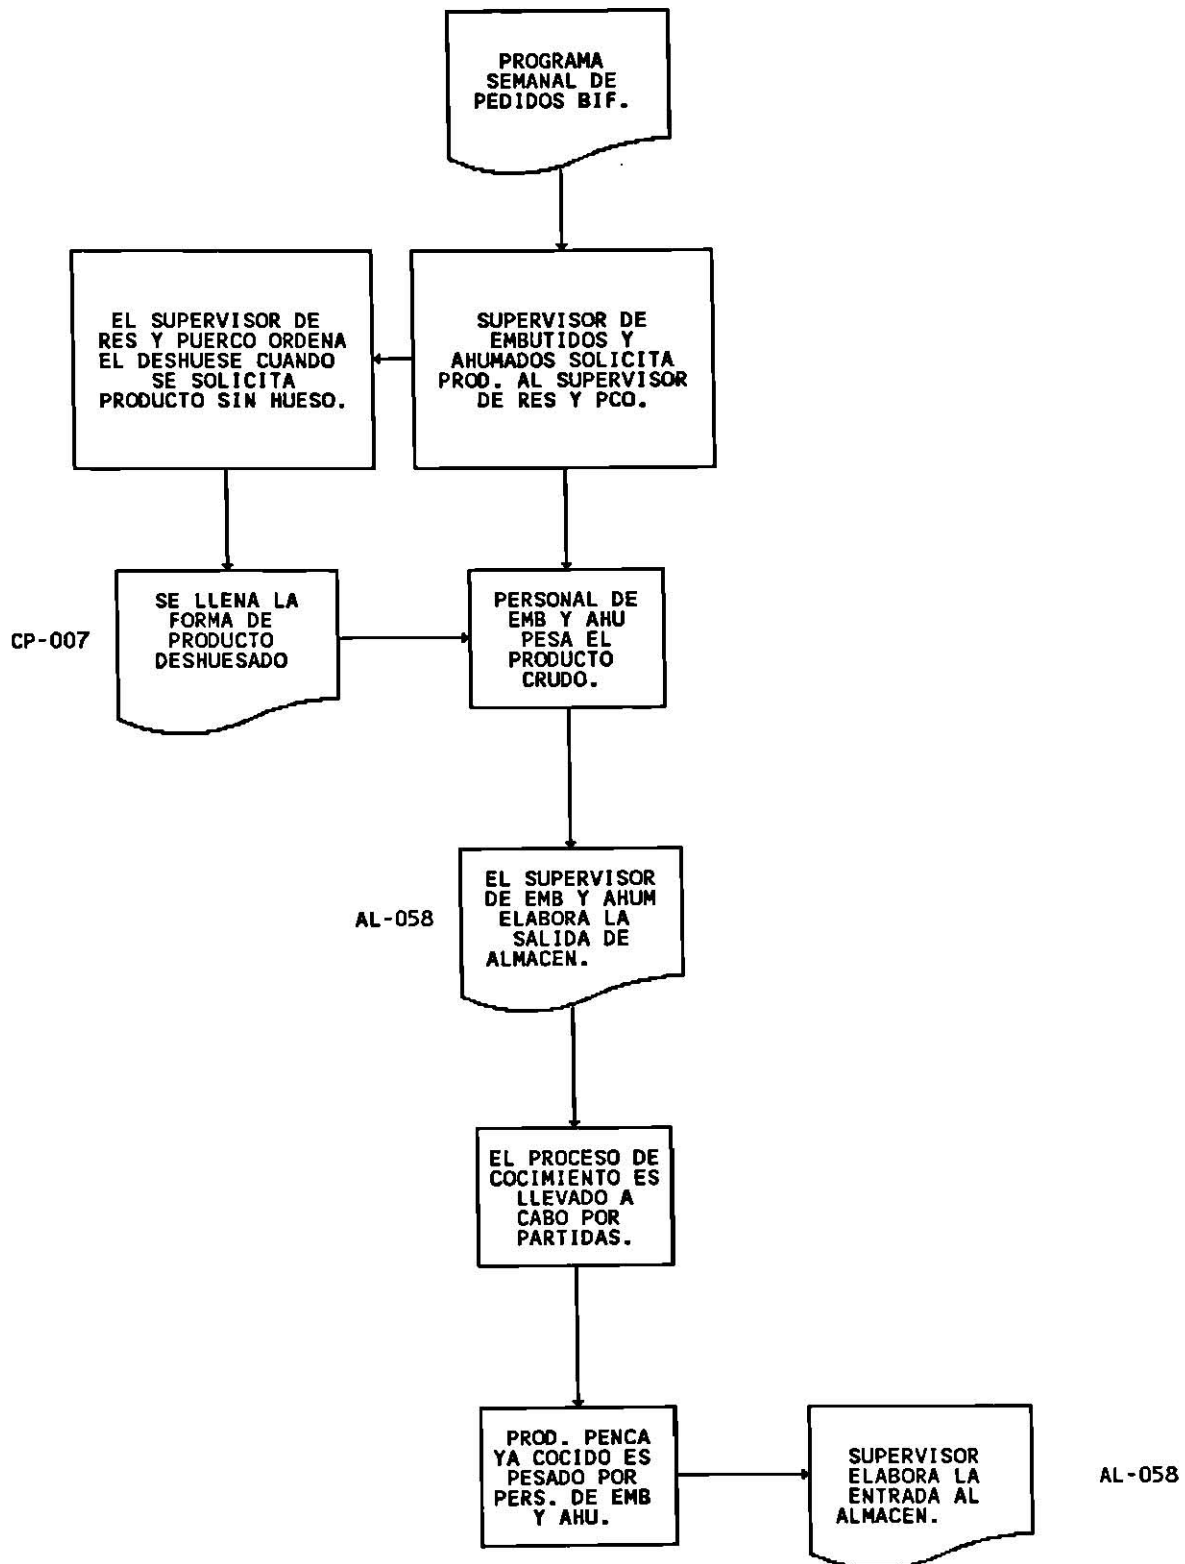 PROGRAMA
SEMANAL DE
PEDIDOS BIF.
EL SUPERVISOR DE
RES Y PUERCO ORDENA
EL DESHUESE CUANDO
SE SOLICITA
PRODUCTO SIN HUESO.
SUPERVISOR DE
EMBUTIDOS Y
AHUMADOS SOLICITA
PROD. AL SUPERVISOR
DE RES Y PCO.
CP-007
SE LLENA LA
FORMA DE
PRODUCTO
DESHUESADO
PERSONAL DE
EMB Y AHU
PESA EL
PRODUCTO
CRUDO.
AL-058
EL SUPERVISOR
DE EMB Y AHUM
ELABORA LA
SALIDA DE
ALMACEN.
EL PROCESO DE
COCIMIENTO ES
LLEVADO A
CABO POR
PARTIDAS.
PROD. PENCA
YA COCIDO ES
PESADO POR
PERS. DE EMB
Y AHU.
SUPERVISOR
ELABORA LA
ENTRADA AL
ALMACEN.
AL-058